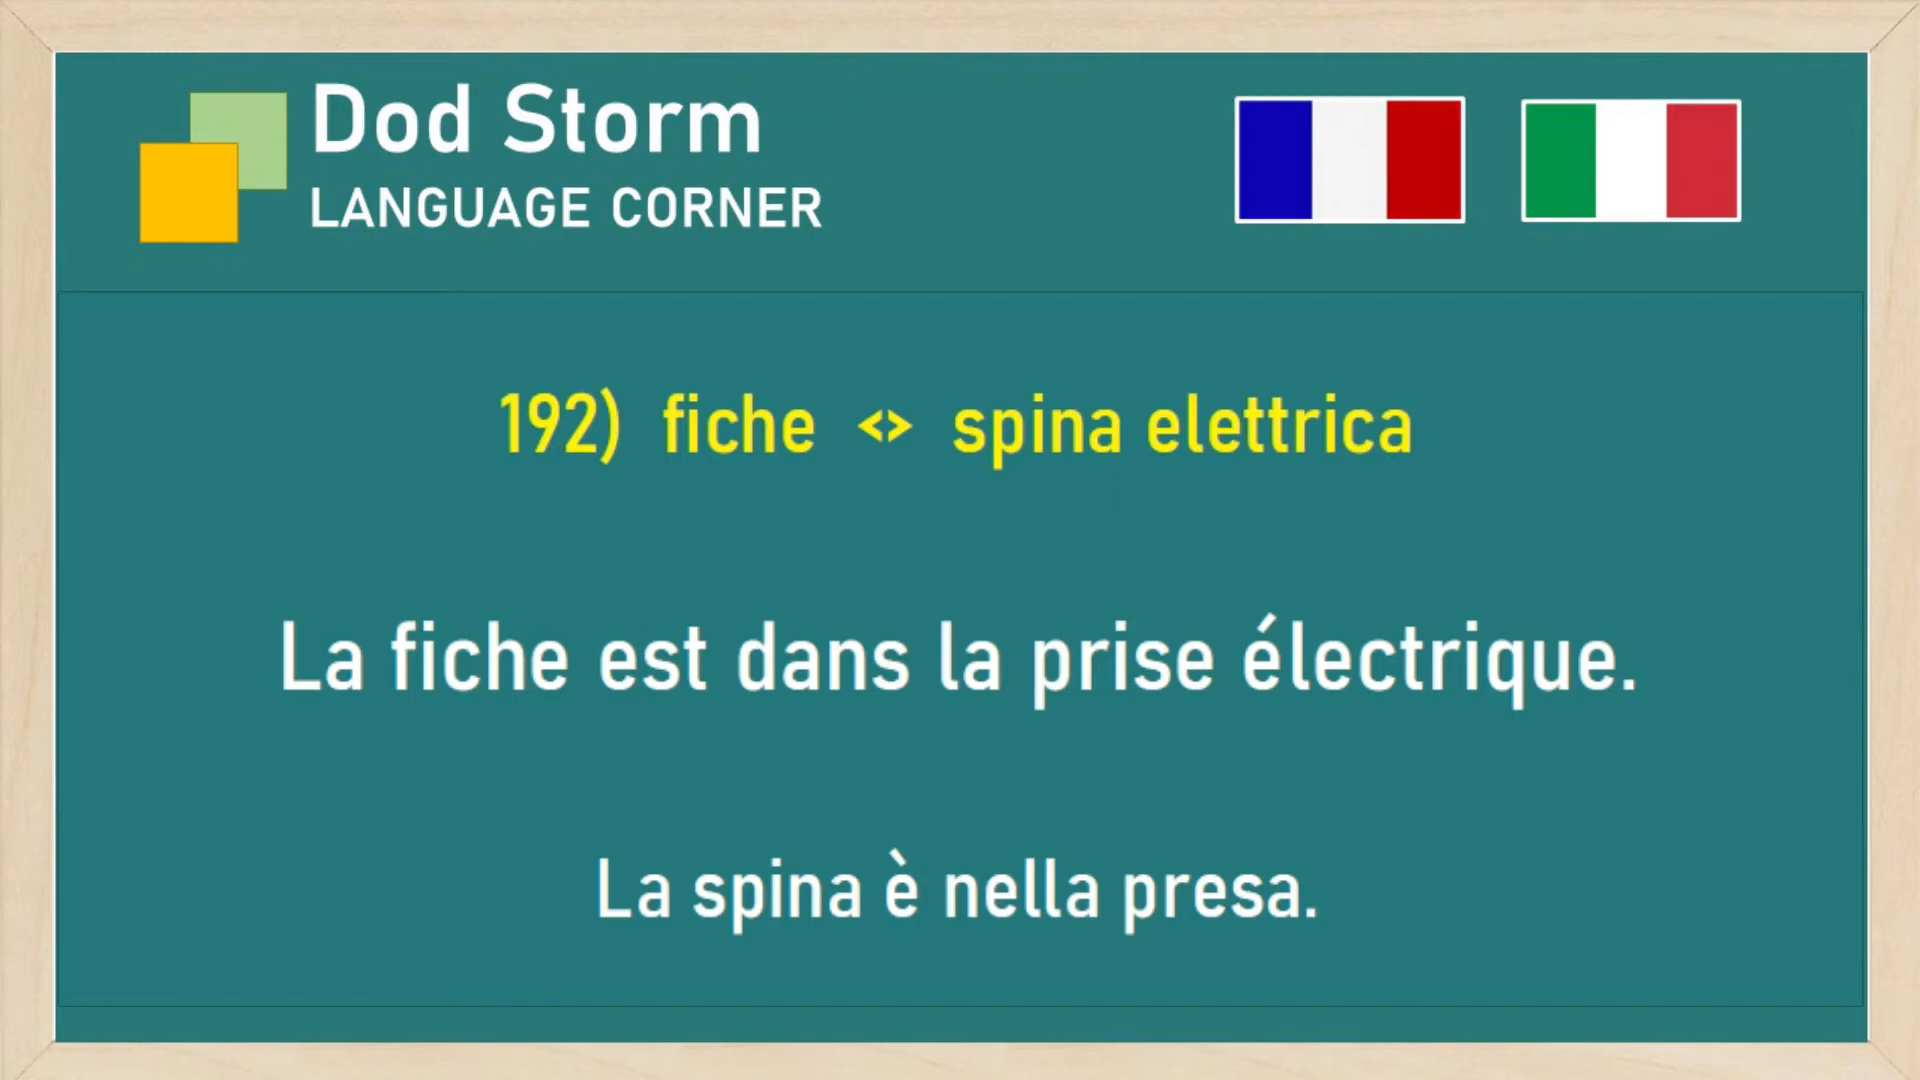 Dod Storm
LANGUAGE CORNER
192) fiche <> spina elettrica
La fiche est dans la prise électrique.
La spina è nella presa.